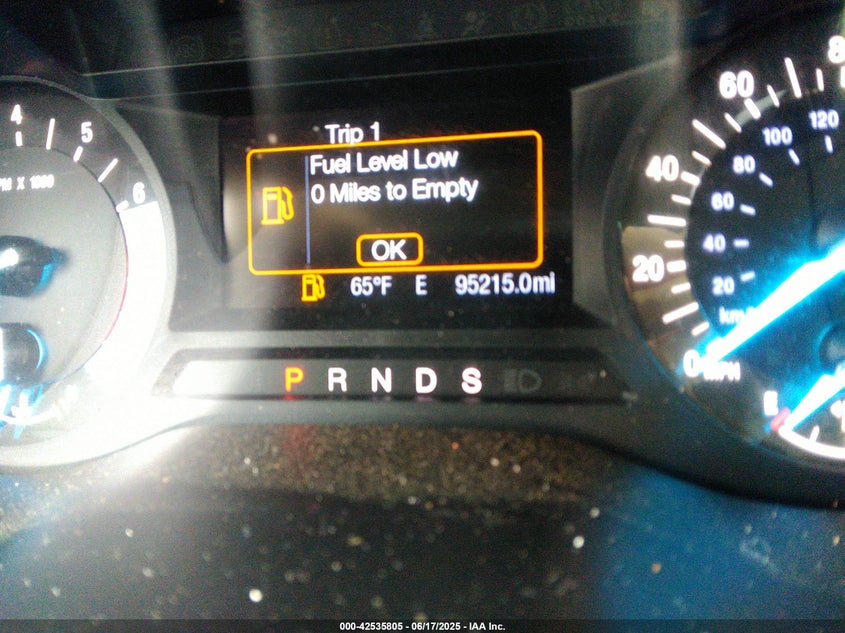 Trip 1
Fuel Level Low
0 Miles to Empty
OK
65°F E 95215.0mi
P R N D S
4
5
6
80
60
40
20
0
120
100
80
60
40
20
E
000-42535805 - 06/17/2025 - IAA Inc.